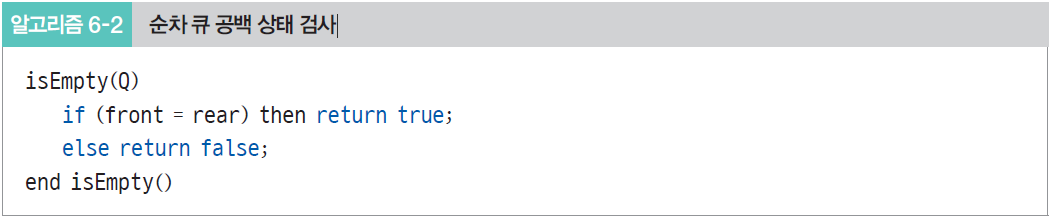 알고리즘 6-2 순차 큐 공백 상태 검사
isEmpty(Q)
if (front = rear) then return true;
else return false;
end isEmpty()